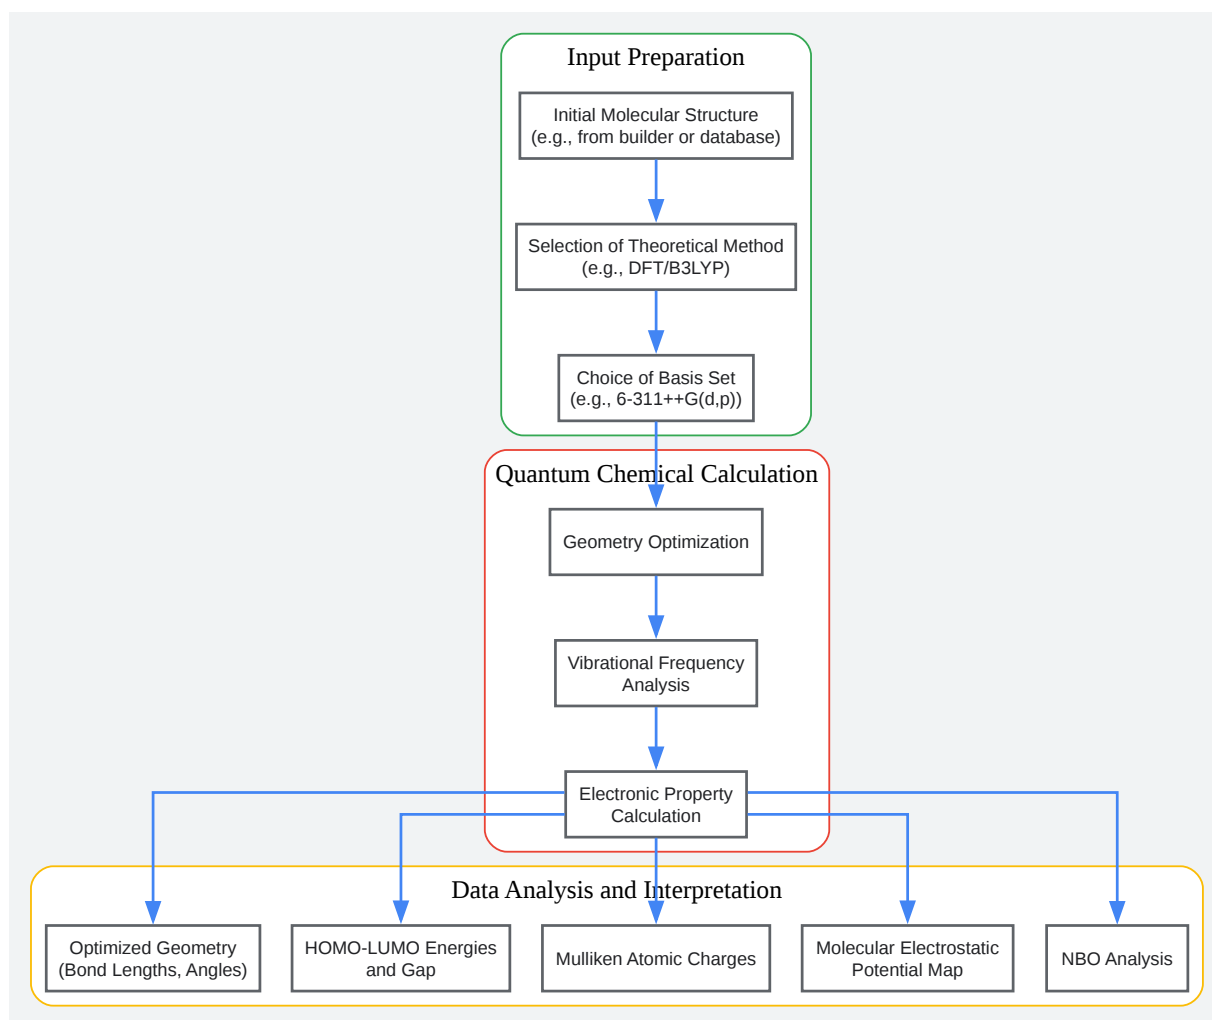 Input Preparation
Initial Molecular Structure
(e.g., from builder or database)
Selection of Theoretical Method
(e.g., DFT/B3LYP)
Choice of Basis Set
(e.g., 6-311++G(d,p))
Quantum Chemical Calculation
Geometry Optimization
Vibrational Frequency
Analysis
Electronic Property
Calculation
Data Analysis and Interpretation
Optimized Geometry
(Bond Lengths, Angles)
HOMO-LUMO Energies
and Gap
Mulliken Atomic Charges
Molecular Electrostatic
Potential Map
NBO Analysis